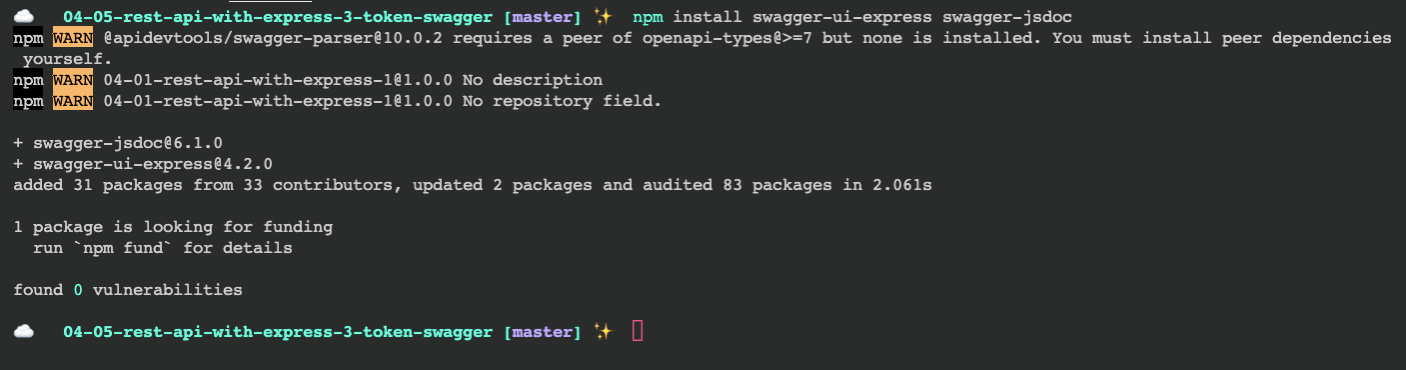 04-05-rest-api-with-express-3-token-swagger [master] ✨ npm install swagger-ui-express swagger-jsdoc
npm WARN @apidevtools/swagger-parser@10.0.2 requires a peer of openapi-types@>=7 but none is installed. You must install peer dependencies
yourself.
npm WARN 04-01-rest-api-with-express-1@1.0.0 No description
npm WARN 04-01-rest-api-with-express-1@1.0.0 No repository field.
+ swagger-jsdoc@6.1.0
+ swagger-ui-express@4.2.0
added 31 packages from 33 contributors, updated 2 packages and audited 83 packages in 2.061s
1 package is looking for funding
run `npm fund` for details
found 0 vulnerabilities
04-05-rest-api-with-express-3-token-swagger [master] ✨